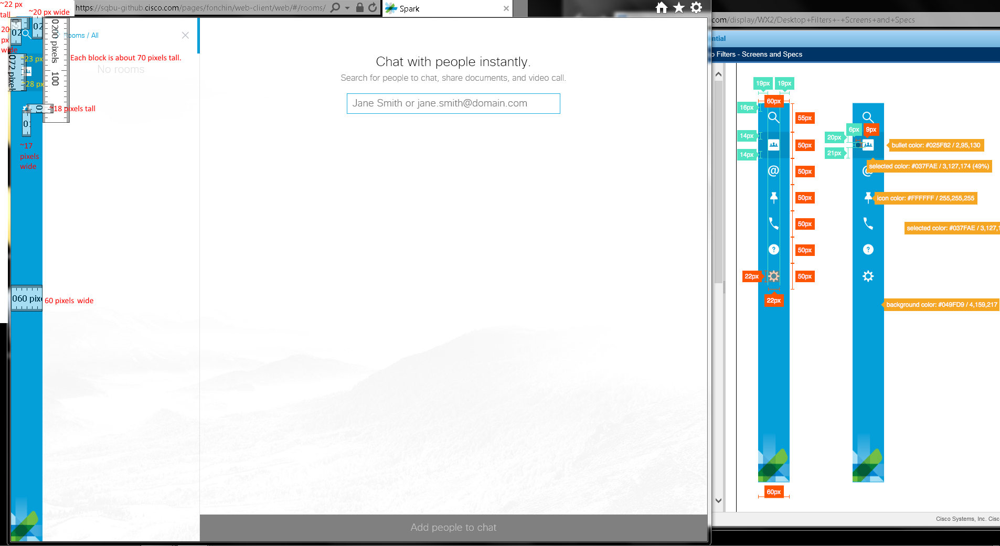 ~22 px
tall
~20 px wide
https://sqbu-github.cisco.com/pages/fonchin/web-client/web/#/rooms/
Spark
.com/display/WX2/Desktop+Filters+-+Screens+and+Specs
20
px
wide
02
02
0200 pixels
100
ooms / All
ntial
p Filters - Screens and Specs
~23 px
Each block is about 70 pixels tall.
No rooms
072 pixel
~28 px
~18 pixels tall
01
0
~17
pixels
wide
060 pixe
60 pixels wide
Chat with people instantly.
Search for people to chat, share documents, and video call.
Jane Smith or jane.smith@domain.com
Add people to chat
19px
19px
60px
16px
55px
14px
50px
14px
@
50px
50px
50px
?
50px
22px
50px
22px
60px
6px
9px
20px
21px
bullet color: #025F82 / 2,95,130
selected color: #037FAE / 3,127,174 (49%)
@
icon color: #FFFFFF / 255,255,255
selected color: #037FAE / 3,127,1
?
background color: #049FD9 / 4,159,217
Cisco Systems, Inc. Cisc